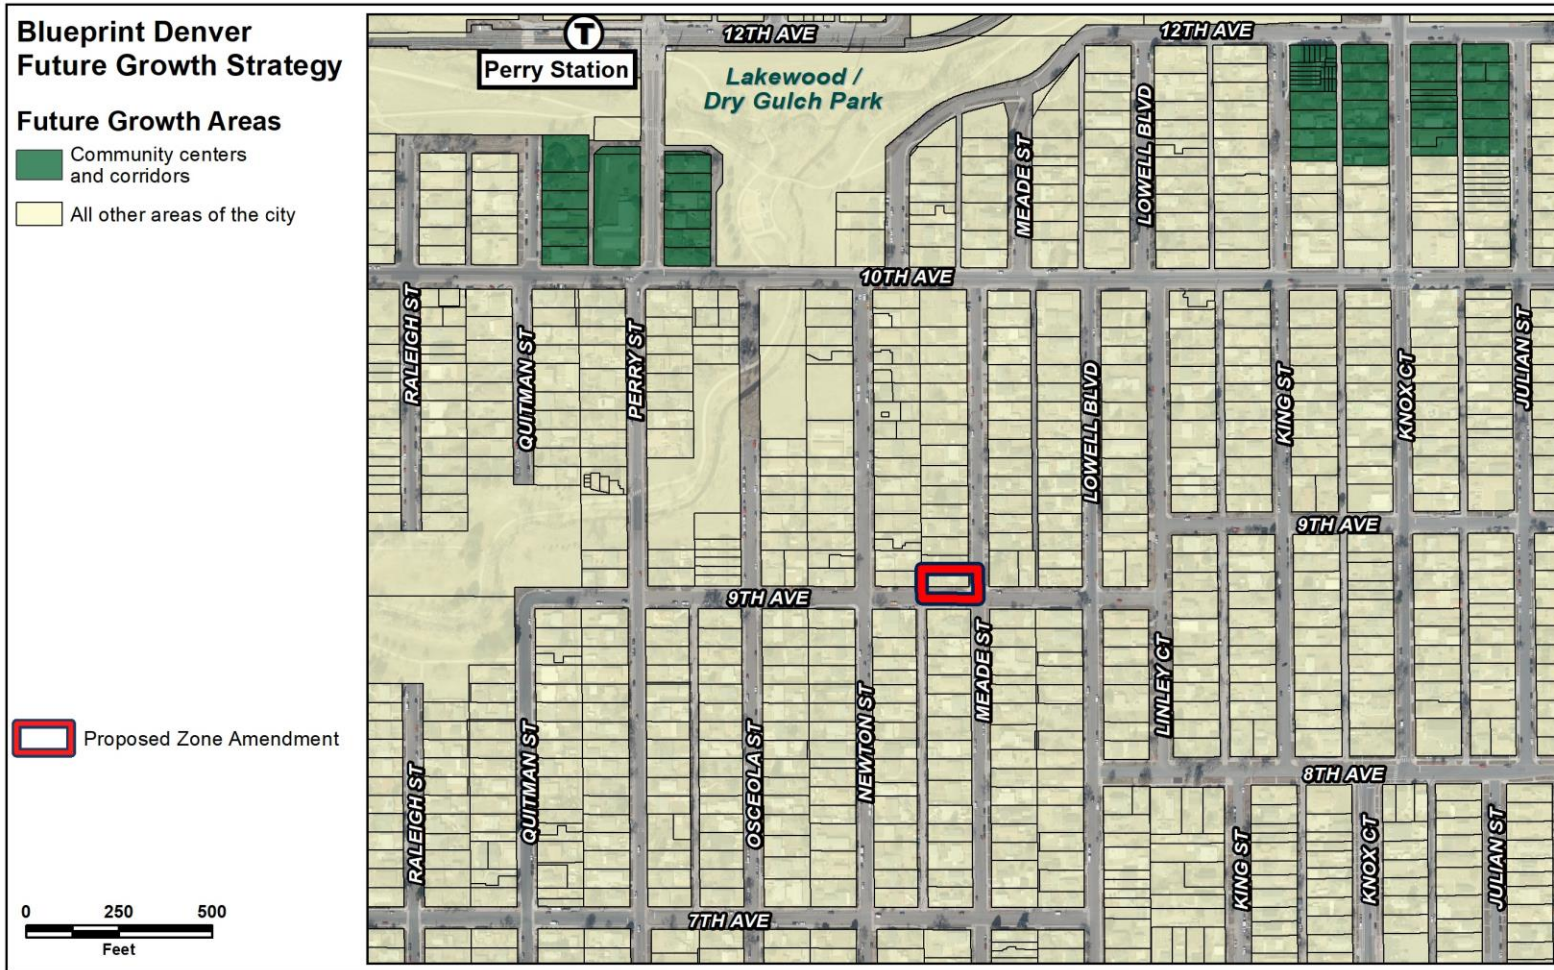 Blueprint Denver
Future Growth Strategy
Future Growth Areas
Community centers
and corridors
All other areas of the city
Proposed Zone Amendment
0 250 500
Feet
T
Perry Station
12TH AVE
12TH AVE
Lakewood /
Dry Gulch Park
MEADE ST
LOWELL BLVD
10TH AVE
RALEIGH ST
QUITMAN ST
PERRY ST
LOWELL BLVD
KING ST
KNOX CT
JULIAN ST
9TH AVE
9TH AVE
MEADE ST
LINLEY CT
NEWTON ST
OSCEOLA ST
QUITMAN ST
RALEIGH ST
8TH AVE
KING ST
KNOX CT
JULIAN ST
7TH AVE